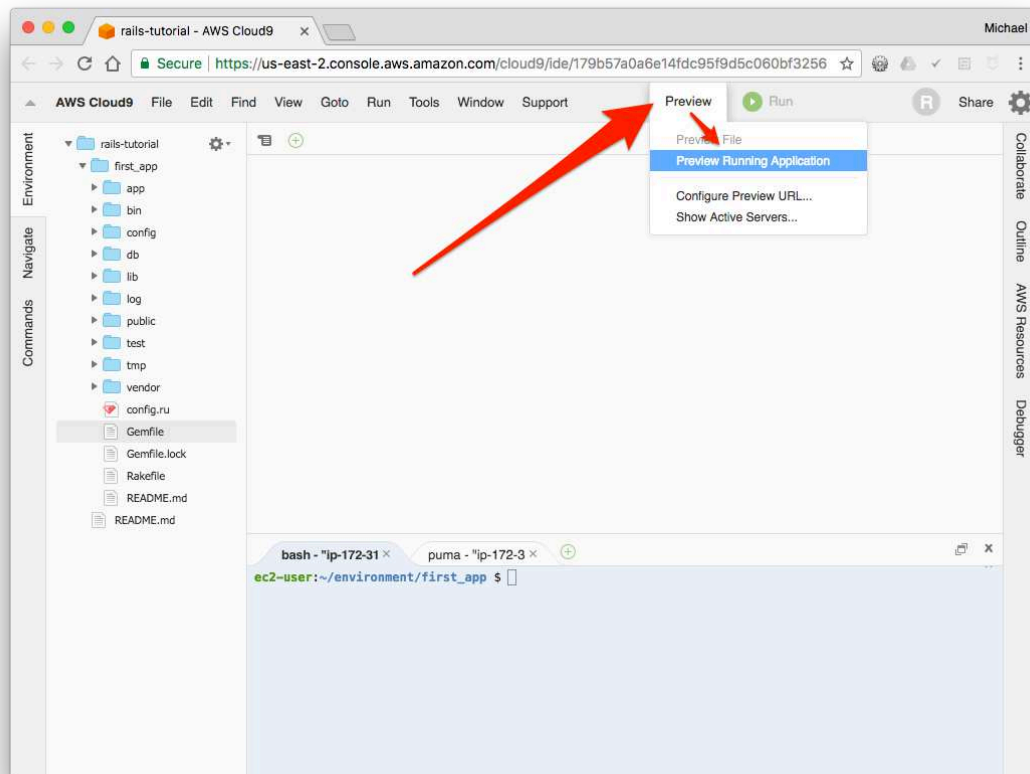 rails-tutorial - AWS Cloud9 ×
Michael
Secure | https://us-east-2.console.aws.amazon.com/cloud9/ide/179b57a0a6e14fdc95f9d5c060bf3256
AWS Cloud9 File Edit Find View Goto Run Tools Window Support Preview Run R Share
Preview File
Preview Running Application
Configure Preview URL...
Show Active Servers...
Environment
Navigate
Commands
rails-tutorial
first_app
app
bin
config
db
lib
log
public
test
tmp
vendor
config.ru
Gemfile
Gemfile.lock
Rakefile
README.md
README.md
Collaborate
Outline
AWS Resources
Debugger
bash - "ip-172-31 × puma - "ip-172-3 ×
ec2-user:~/environment/first_app $